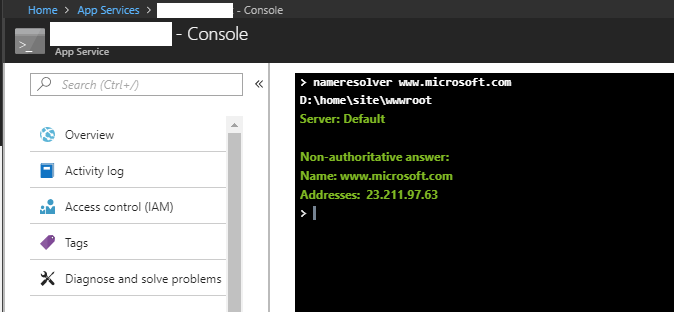 Home > App Services > - Console
>_ - Console
App Service
Search (Ctrl+/) «
Overview
Activity log
Access control (IAM)
Tags
Diagnose and solve problems
> nameresolver www.microsoft.com
D:\home\site\wwwroot
Server: Default
Non-authoritative answer:
Name: www.microsoft.com
Addresses: 23.211.97.63
>